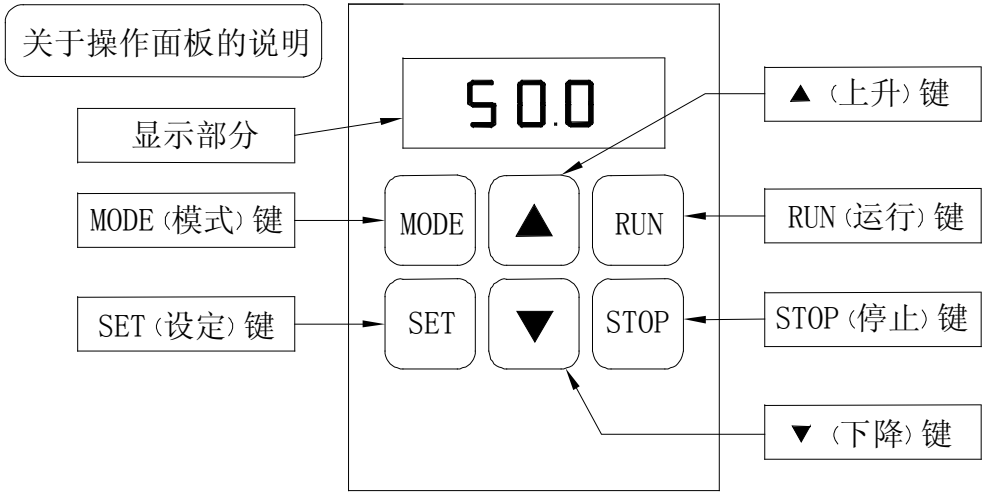 关于操作面板的说明
50.0
显示部分
▲（上升）键
MODE（模式）键
MODE
▲
RUN
RUN（运行）键
SET（设定）键
SET
▼
STOP
STOP（停止）键
▼（下降）键